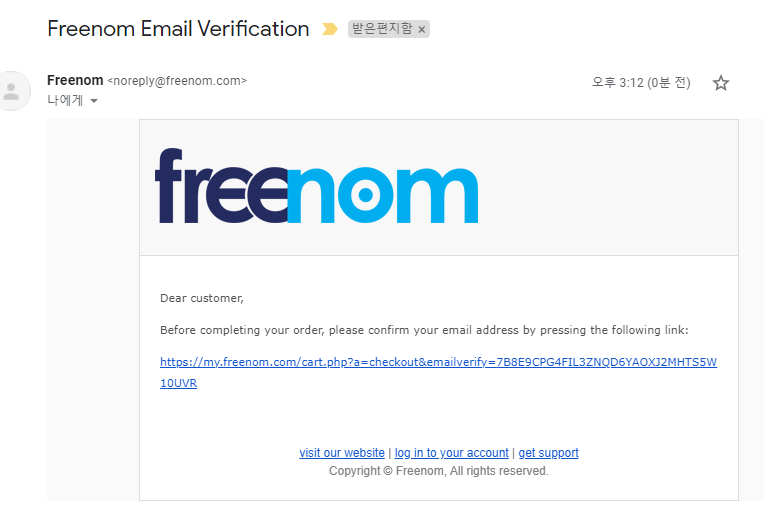 Freenom Email Verification 받은편지함 x
Freenom <noreply@freenom.com> 오후 3:12 (0분 전)
나에게
freenom
Dear customer,
Before completing your order, please confirm your email address by pressing the following link:
https://my.freenom.com/cart.php?a=checkout&emailverify=7B8E9CPG4FIL3ZNQD6YAOXJ2MHTS5W
10UVR
visit our website | log in to your account | get support
Copyright © Freenom, All rights reserved.